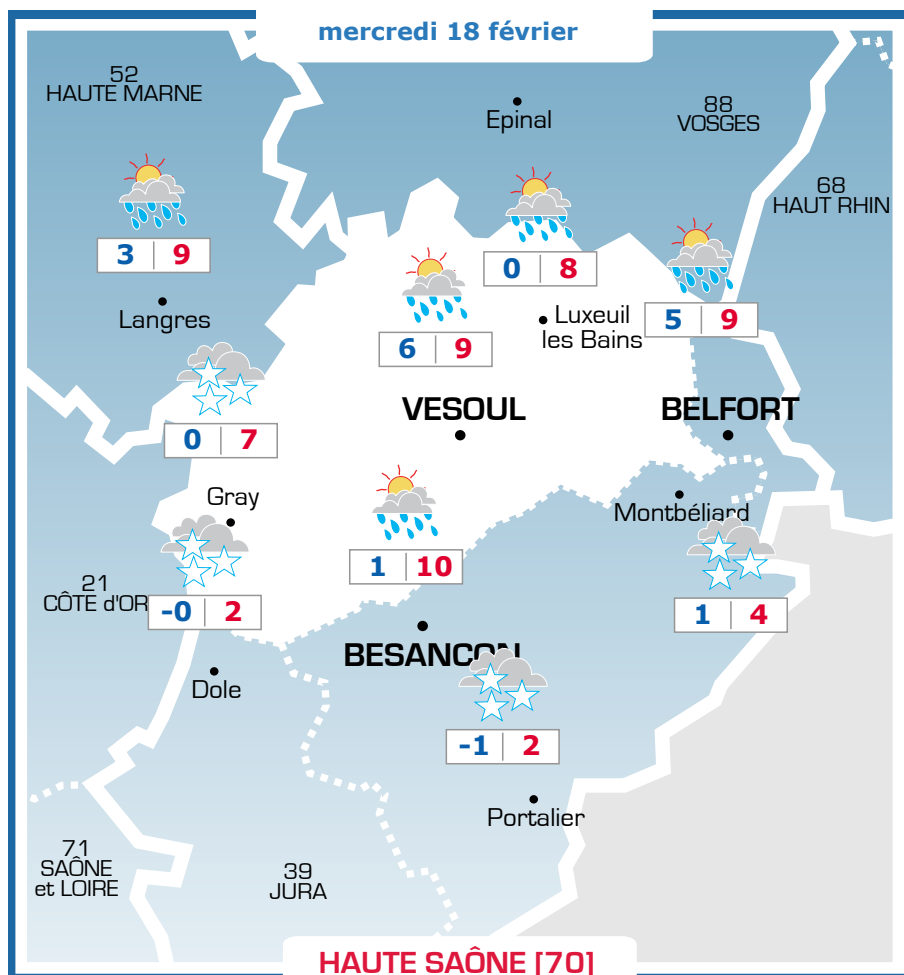 mercredi 18 février
52
HAUTE MARNE
Epinal
88
VOSGES
68
HAUT RHIN
3 9
0 8
Langres
6 9
Luxeuil
les Bains
5 9
0 7
VESOUL
BELFORT
Gray
Montbéliard
1 10
21
CÔTE d'OR
-0 2
1 4
BESANCON
Dole
-1 2
Portalier
71
SAÔNE
et LOIRE
39
JURA
HAUTE SAÔNE [70]